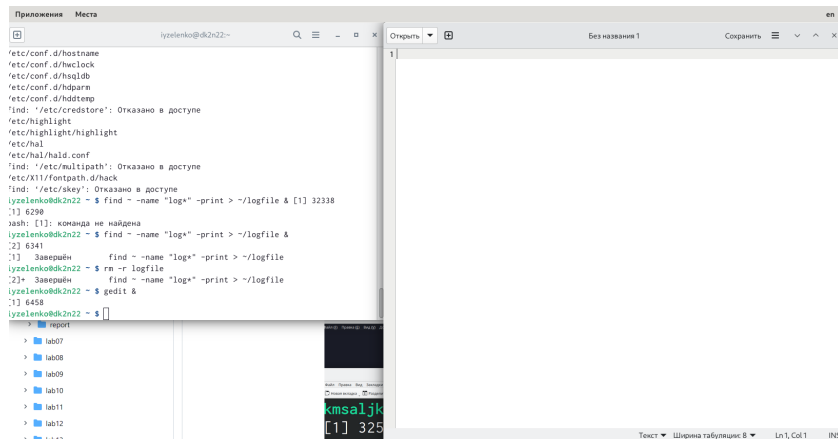 Приложения Места en
iyzelenko@dk2n22:~
/etc/conf.d/hostname
/etc/conf.d/hwclock
/etc/conf.d/hsqldb
/etc/conf.d/hdparm
/etc/conf.d/hddtemp
find: ‘/etc/credstore’: Отказано в доступе
/etc/highlight
/etc/highlight/highlight
/etc/hal
/etc/hal/hald.conf
find: ‘/etc/multipath’: Отказано в доступе
/etc/X11/fontpath.d/hack
find: ‘/etc/skey’: Отказано в доступе
iyzelenko@dk2n22 ~ $ find ~ -name "log*" -print > ~/logfile & [1] 32338
[1] 6290
bash: [1]: команда не найдена
iyzelenko@dk2n22 ~ $ find ~ -name "log*" -print > ~/logfile &
[2] 6341
[1] Завершён find ~ -name "log*" -print > ~/logfile
iyzelenko@dk2n22 ~ $ rm -r logfile
[2]+ Завершён find ~ -name "log*" -print > ~/logfile
iyzelenko@dk2n22 ~ $ gedit &
[1] 6458
iyzelenko@dk2n22 ~ $
report
lab07
lab08
lab09
lab10
lab11
lab12
kmsaljk
[1] 325
Открыть Без названия 1 Сохранить
1
Текст Ширина табуляции: 8 Ln 1, Col 1 INS